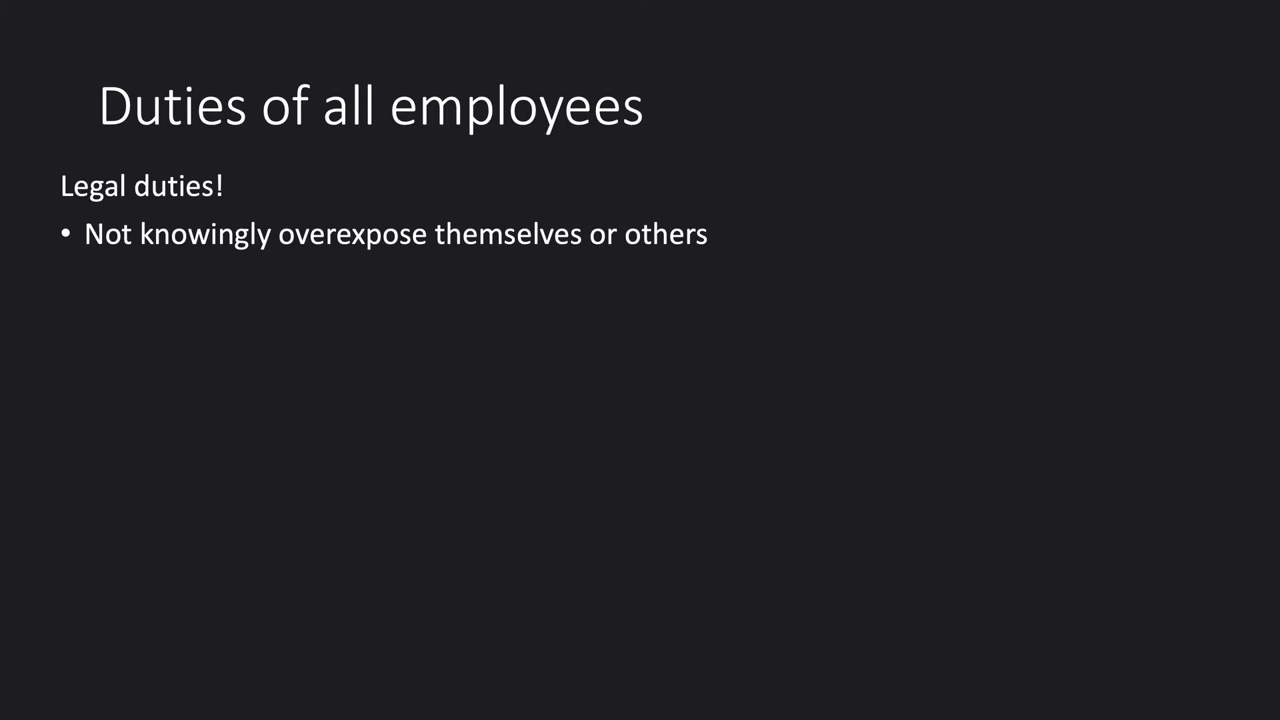 Duties of all employees
Legal duties!
• Not knowingly overexpose themselves or others